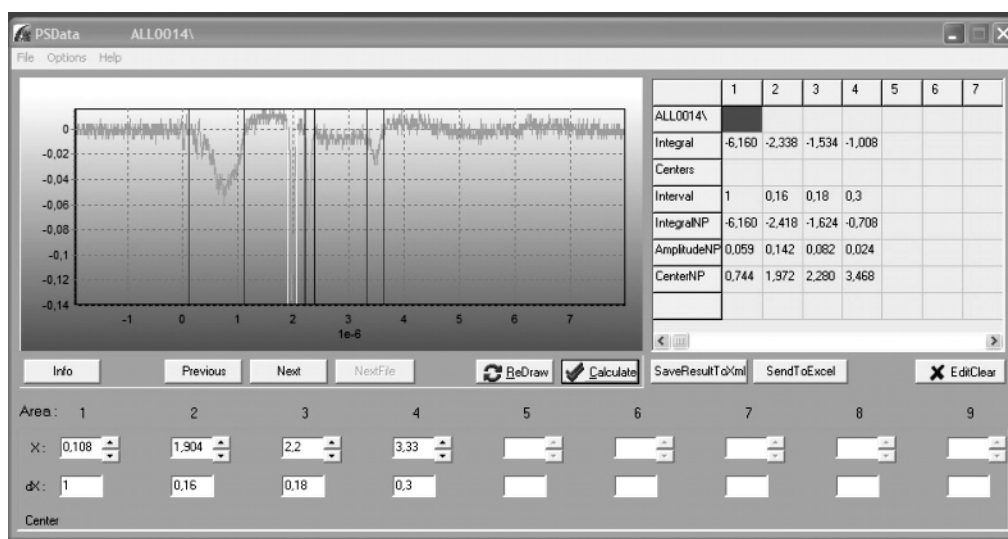 PSData ALL0014\
File Options Help
0
-0,02
-0,04
-0,06
-0,08
-0,1
-0,12
-0,14
-1 0 1 2 3 4 5 6 7
1e-6
1 2 3 4 5 6 7
ALL0014\
Integral -6,160 -2,338 -1,534 -1,008
Centers
Interval 1 0,16 0,18 0,3
IntegralNP -6,160 -2,418 -1,624 -0,708
AmplitudeNP 0,059 0,142 0,082 0,024
CenterNP 0,744 1,972 2,280 3,468
Info Previous Next NextFile ReDraw Calculate SaveResultToXml SendToExcel EditClear
Area : 1 2 3 4 5 6 7 8 9
X : 0,108 1,904 2,2 3,33
dX : 1 0,16 0,18 0,3
Center